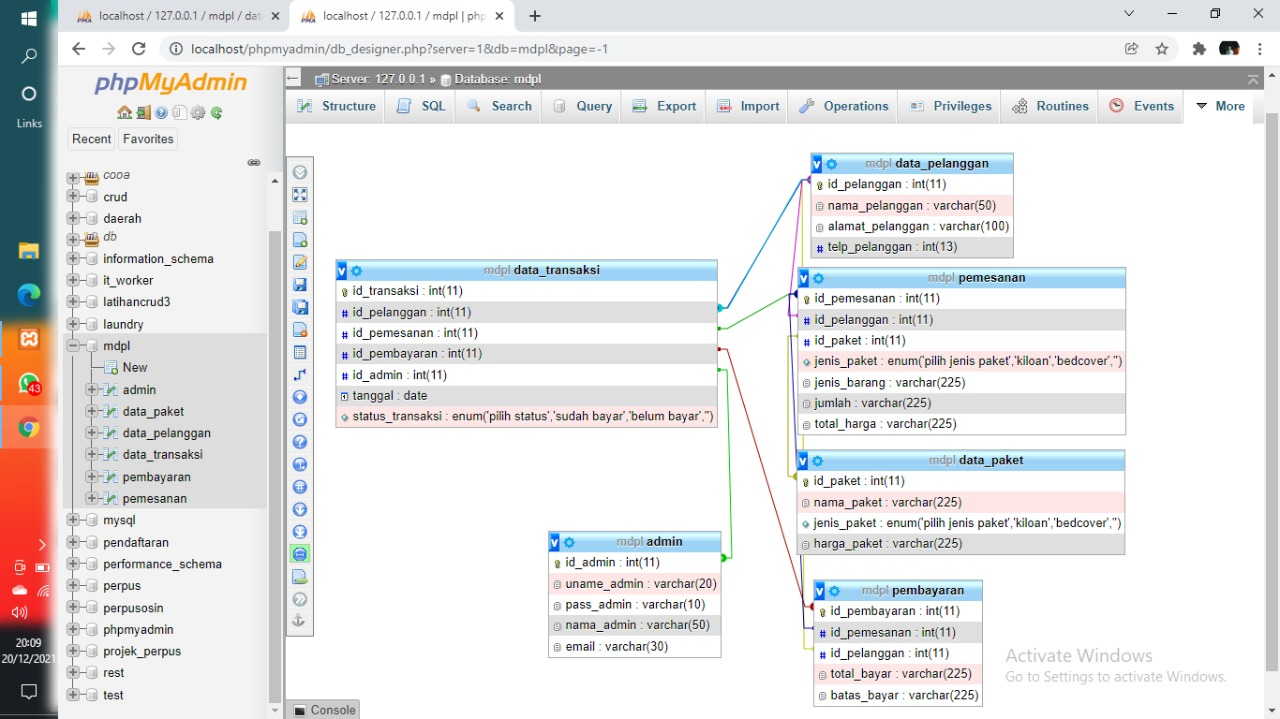 localhost / 127.0.0.1 / mdpl / dat
localhost / 127.0.0.1 / mdpl | php
localhost/phpmyadmin/db_designer.php?server=1&db=mdpl&page=-1
Links
phpMyAdmin
Recent
Favorites
coba
crud
daerah
db
information_schema
it_worker
latihancrud3
laundry
mdpl
New
admin
data_paket
data_pelanggan
data_transaksi
pembayaran
pemesanan
mysql
pendaftaran
performance_schema
perpus
perpusosin
phpmyadmin
projek_perpus
rest
test
43
20:09
20/12/2021
Server: 127.0.0.1 » Database: mdpl
Structure
SQL
Search
Query
Export
Import
Operations
Privileges
Routines
Events
More
mdpl data_pelanggan
id_pelanggan : int(11)
nama_pelanggan : varchar(50)
alamat_pelanggan : varchar(100)
telp_pelanggan : int(13)
mdpl data_transaksi
id_transaksi : int(11)
id_pelanggan : int(11)
id_pemesanan : int(11)
id_pembayaran : int(11)
id_admin : int(11)
tanggal : date
status_transaksi : enum('pilih status','sudah bayar','belum bayar','')
mdpl pemesanan
id_pemesanan : int(11)
id_pelanggan : int(11)
id_paket : int(11)
jenis_paket : enum('pilih jenis paket','kiloan','bedcover','')
jenis_barang : varchar(225)
jumlah : varchar(225)
total_harga : varchar(225)
mdpl data_paket
id_paket : int(11)
nama_paket : varchar(225)
jenis_paket : enum('pilih jenis paket','kiloan','bedcover','')
harga_paket : varchar(225)
mdpl admin
id_admin : int(11)
uname_admin : varchar(20)
pass_admin : varchar(10)
nama_admin : varchar(50)
email : varchar(30)
mdpl pembayaran
id_pembayaran : int(11)
id_pemesanan : int(11)
id_pelanggan : int(11)
total_bayar : varchar(225)
batas_bayar : varchar(225)
Activate Windows
Go to Settings to activate Windows.
Console